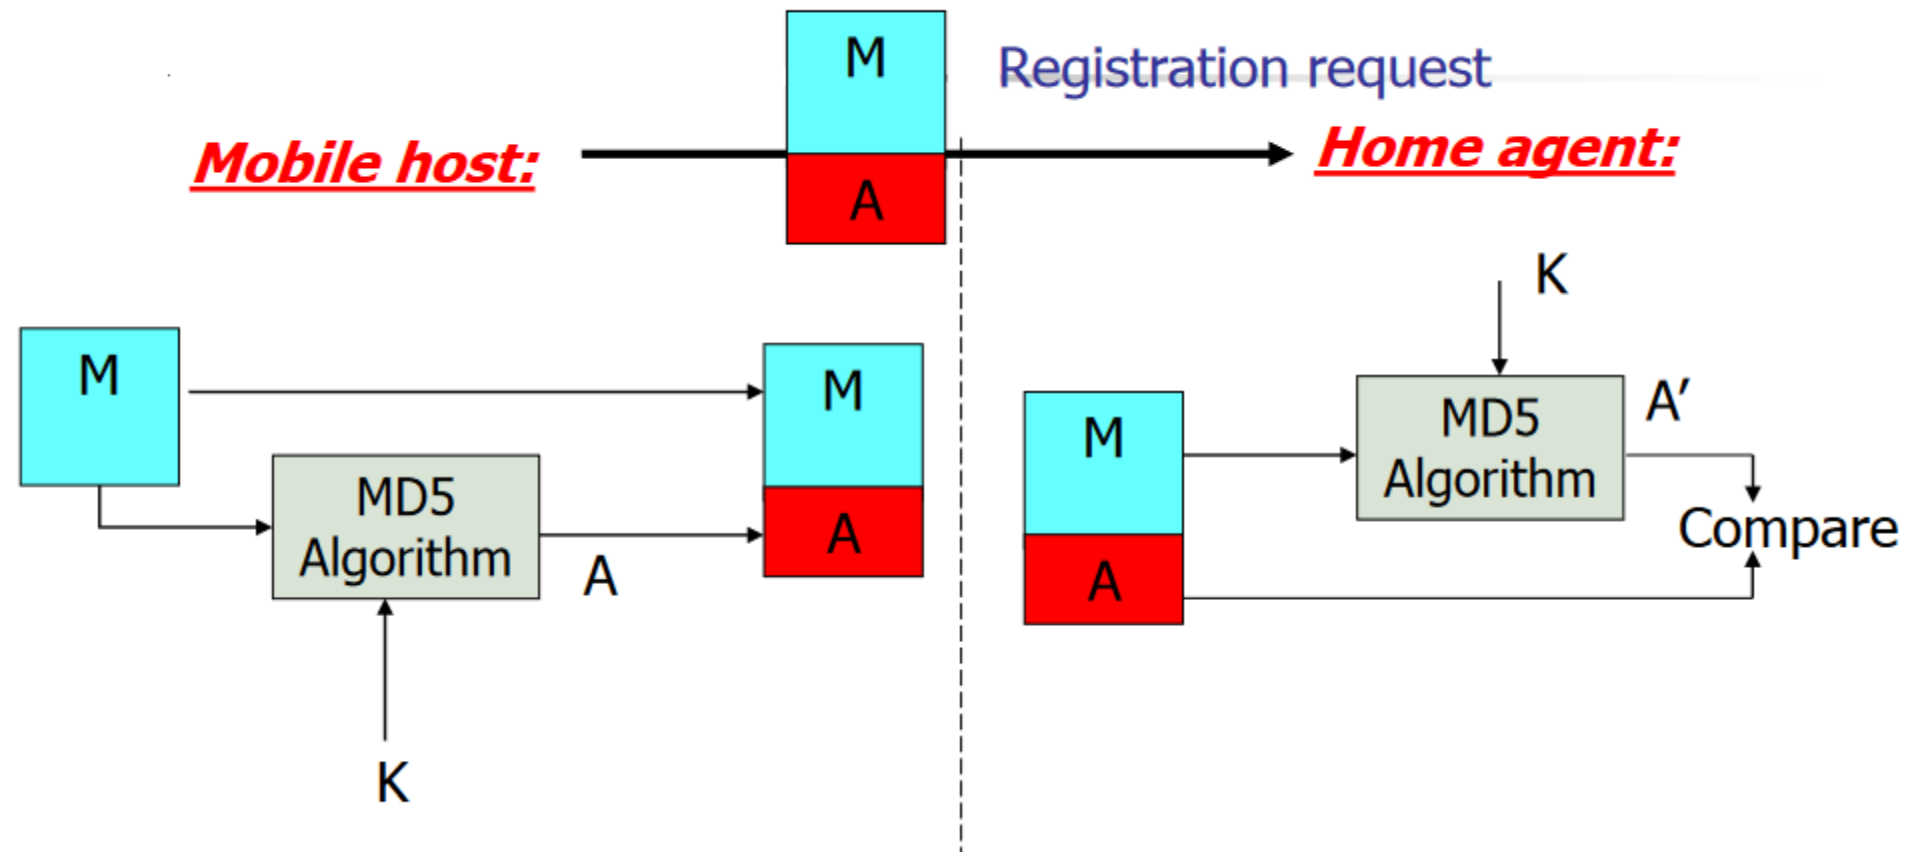 M
Registration request
Mobile host:
Home agent:
A
K
M
M
MD5
Algorithm
A′
M
MD5
Algorithm
Compare
A
A
A
K